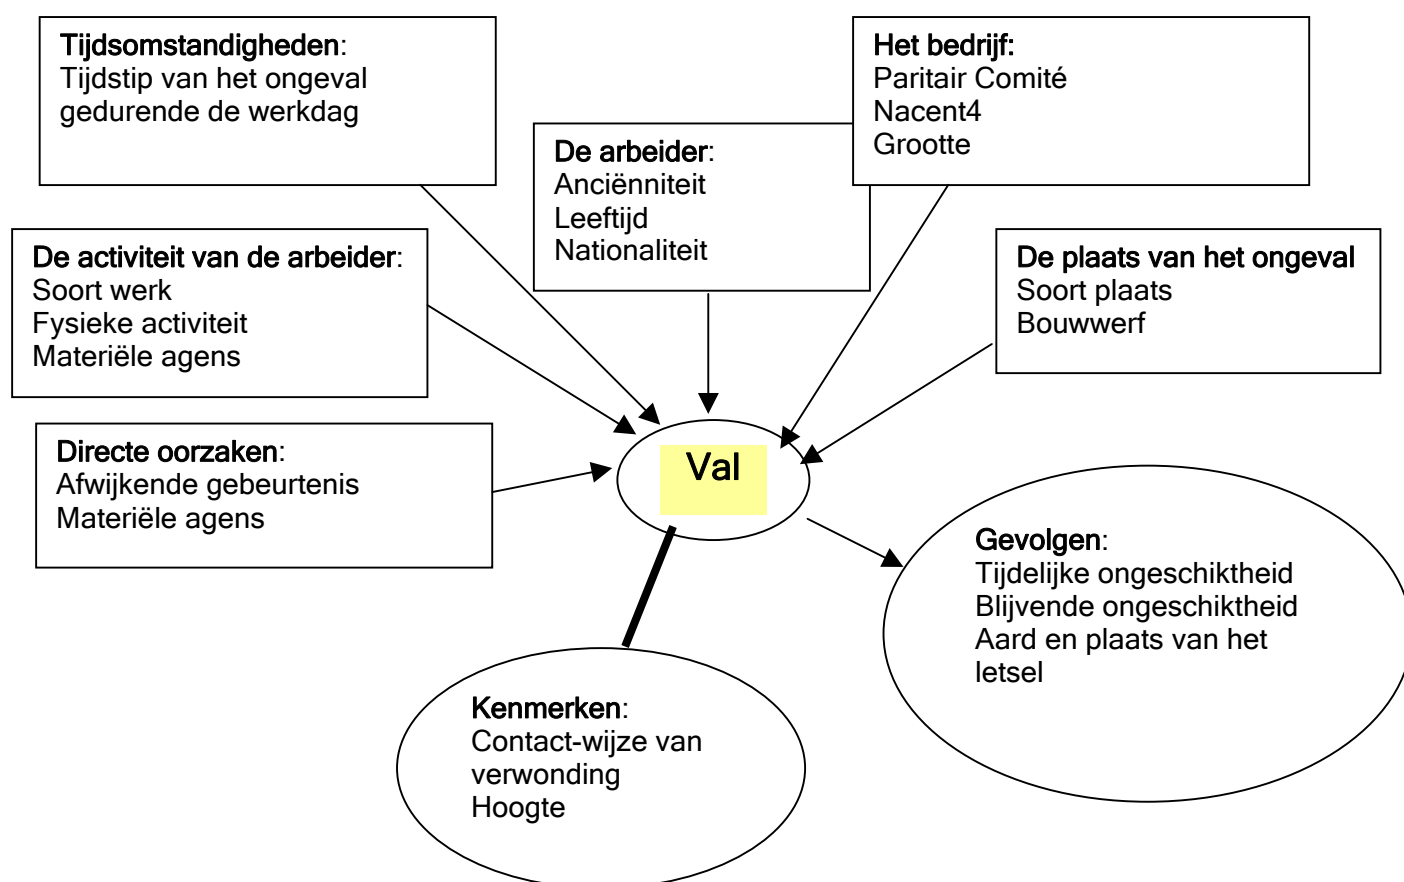 Tijdsomstandigheden:
Tijdstip van het ongeval
gedurende de werkdag
Het bedrijf:
Paritair Comité
Nacent4
Grootte
De arbeider:
Anciënniteit
Leeftijd
Nationaliteit
De activiteit van de arbeider:
Soort werk
Fysieke activiteit
Materiële agens
De plaats van het ongeval
Soort plaats
Bouwwerf
Directe oorzaken:
Afwijkende gebeurtenis
Materiële agens
Val
Gevolgen:
Tijdelijke ongeschiktheid
Blijvende ongeschiktheid
Aard en plaats van het
letsel
Kenmerken:
Contact-wijze van
verwonding
Hoogte